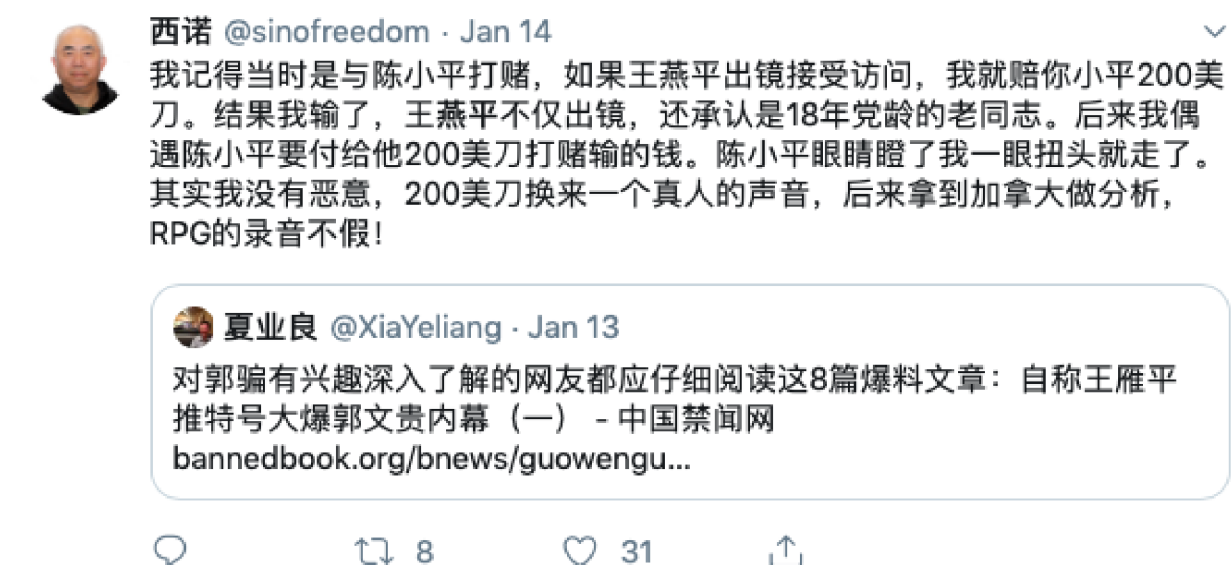 西诺 @sinofreedom · Jan 14
我记得当时是与陈小平打赌，如果王燕平出镜接受访问，我就赔你小平200美
刀。结果我输了，王燕平不仅出镜，还承认是18年党龄的老同志。后来我偶
遇陈小平要付给他200美刀打赌输的钱。陈小平眼睛瞪了我一眼扭头就走了。
其实我没有恶意，200美刀换来一个真人的声音，后来拿到加拿大做分析，
RPG的录音不假！
夏业良 @XiaYeliang · Jan 13
对郭骗有兴趣深入了解的网友都应仔细阅读这8篇爆料文章：自称王雁平
推特号大爆郭文贵内幕（一） - 中国禁闻网
bannedbook.org/bnews/guowengu...
8 31